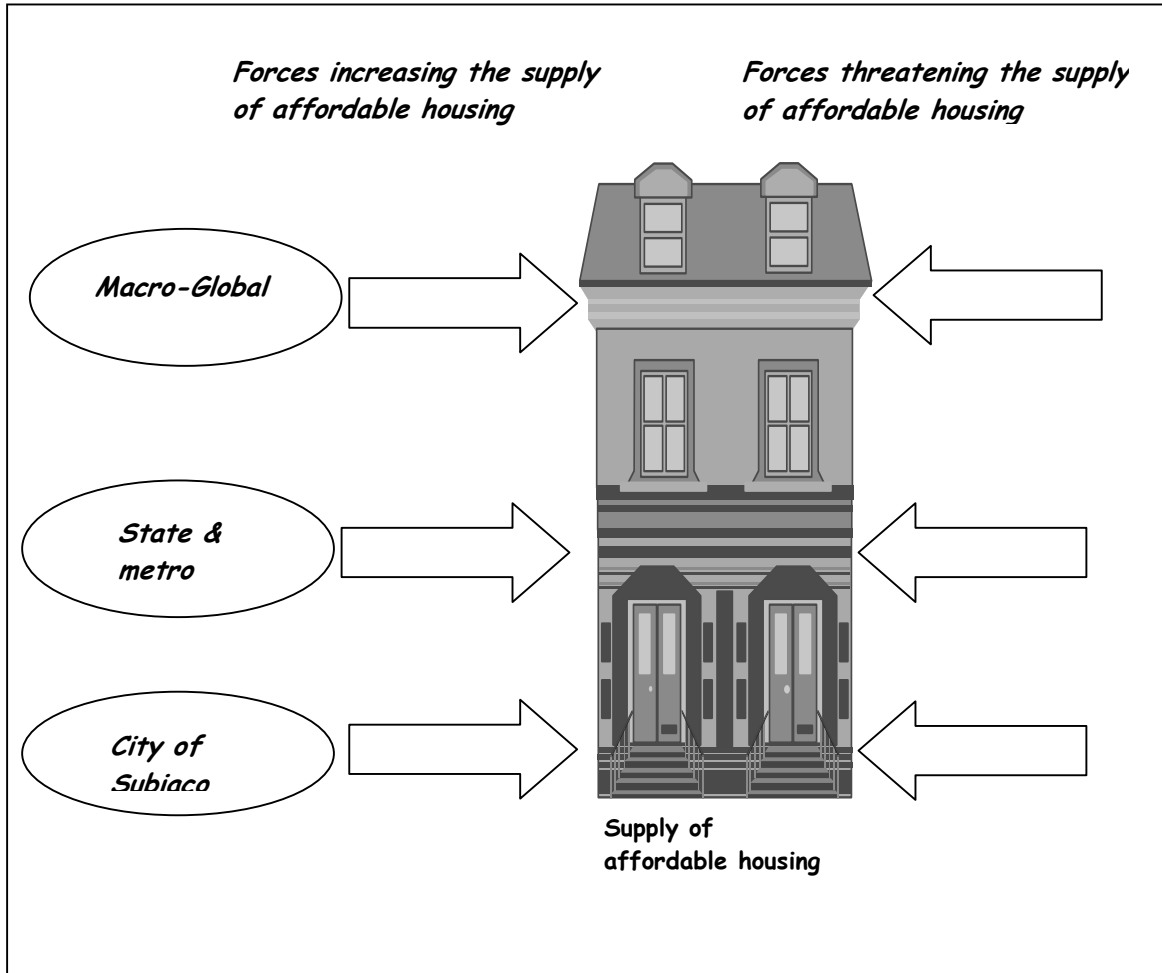 Forces increasing the supply
of affordable housing
Forces threatening the supply
of affordable housing
Macro-Global
State &
metro
City of
Subiaco
Supply of
affordable housing